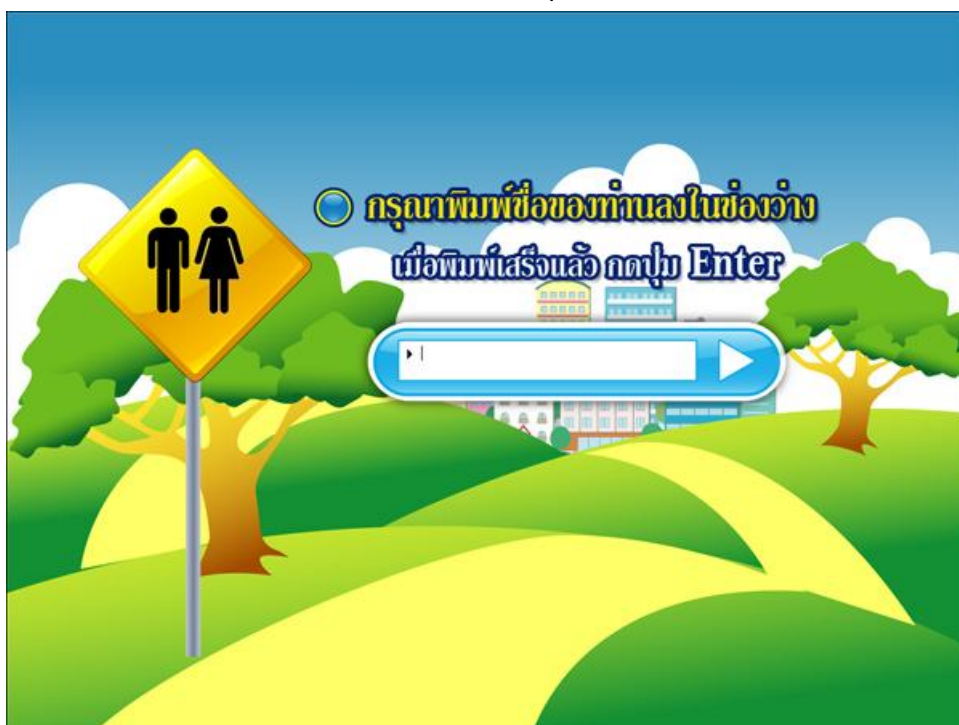 กรุณาพิมพ์ชื่อของท่านลงในช่องว่าง
เมื่อพิมพ์เสร็จแล้ว กดปุ่ม Enter